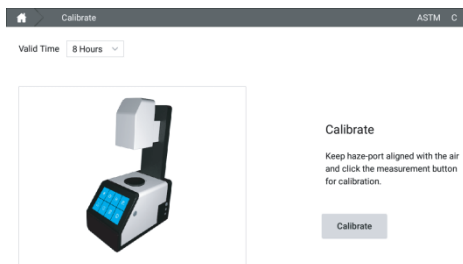 Calibrate
ASTM C
Valid Time 8 Hours
Calibrate
Keep haze-port aligned with the air
and click the measurement button
for calibration.
Calibrate